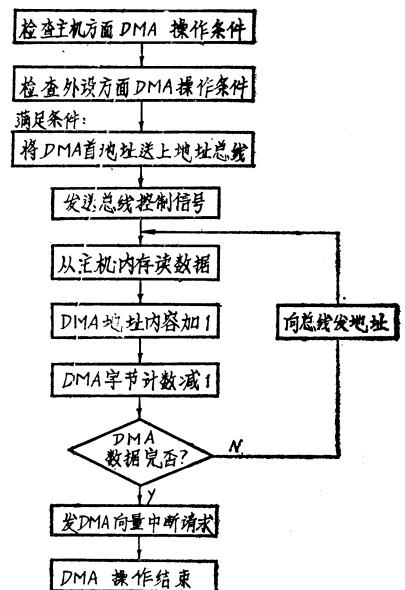 检查主机方面DMA 操作条件
检查外设方面DMA操作条件
满足条件:
将DMA首地址送上地址总线
发送总线控制信号
从主机内存读数据
DMA地址内容加1
向总线发地址
DMA字节计数减1
DMA
数据完否?
N
Y
发DMA向量中断请求
DMA 操作结束